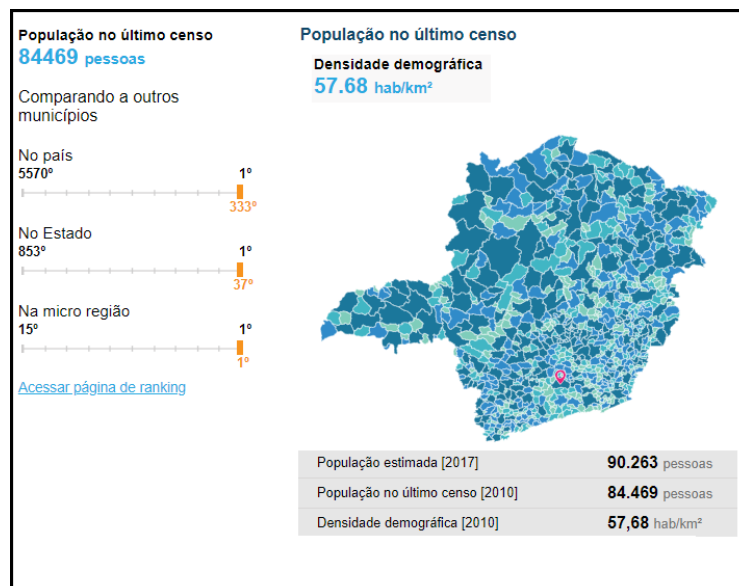 População no último censo
84469 pessoas
Comparando a outros
municípios
No país
5570º 1º
333º
No Estado
853º 1º
37º
Na micro região
15º 1º
1º
Acessar página de ranking
População no último censo
Densidade demográfica
57.68 hab/km²
População estimada [2017] 90.263 pessoas
População no último censo [2010] 84.469 pessoas
Densidade demográfica [2010] 57,68 hab/km²